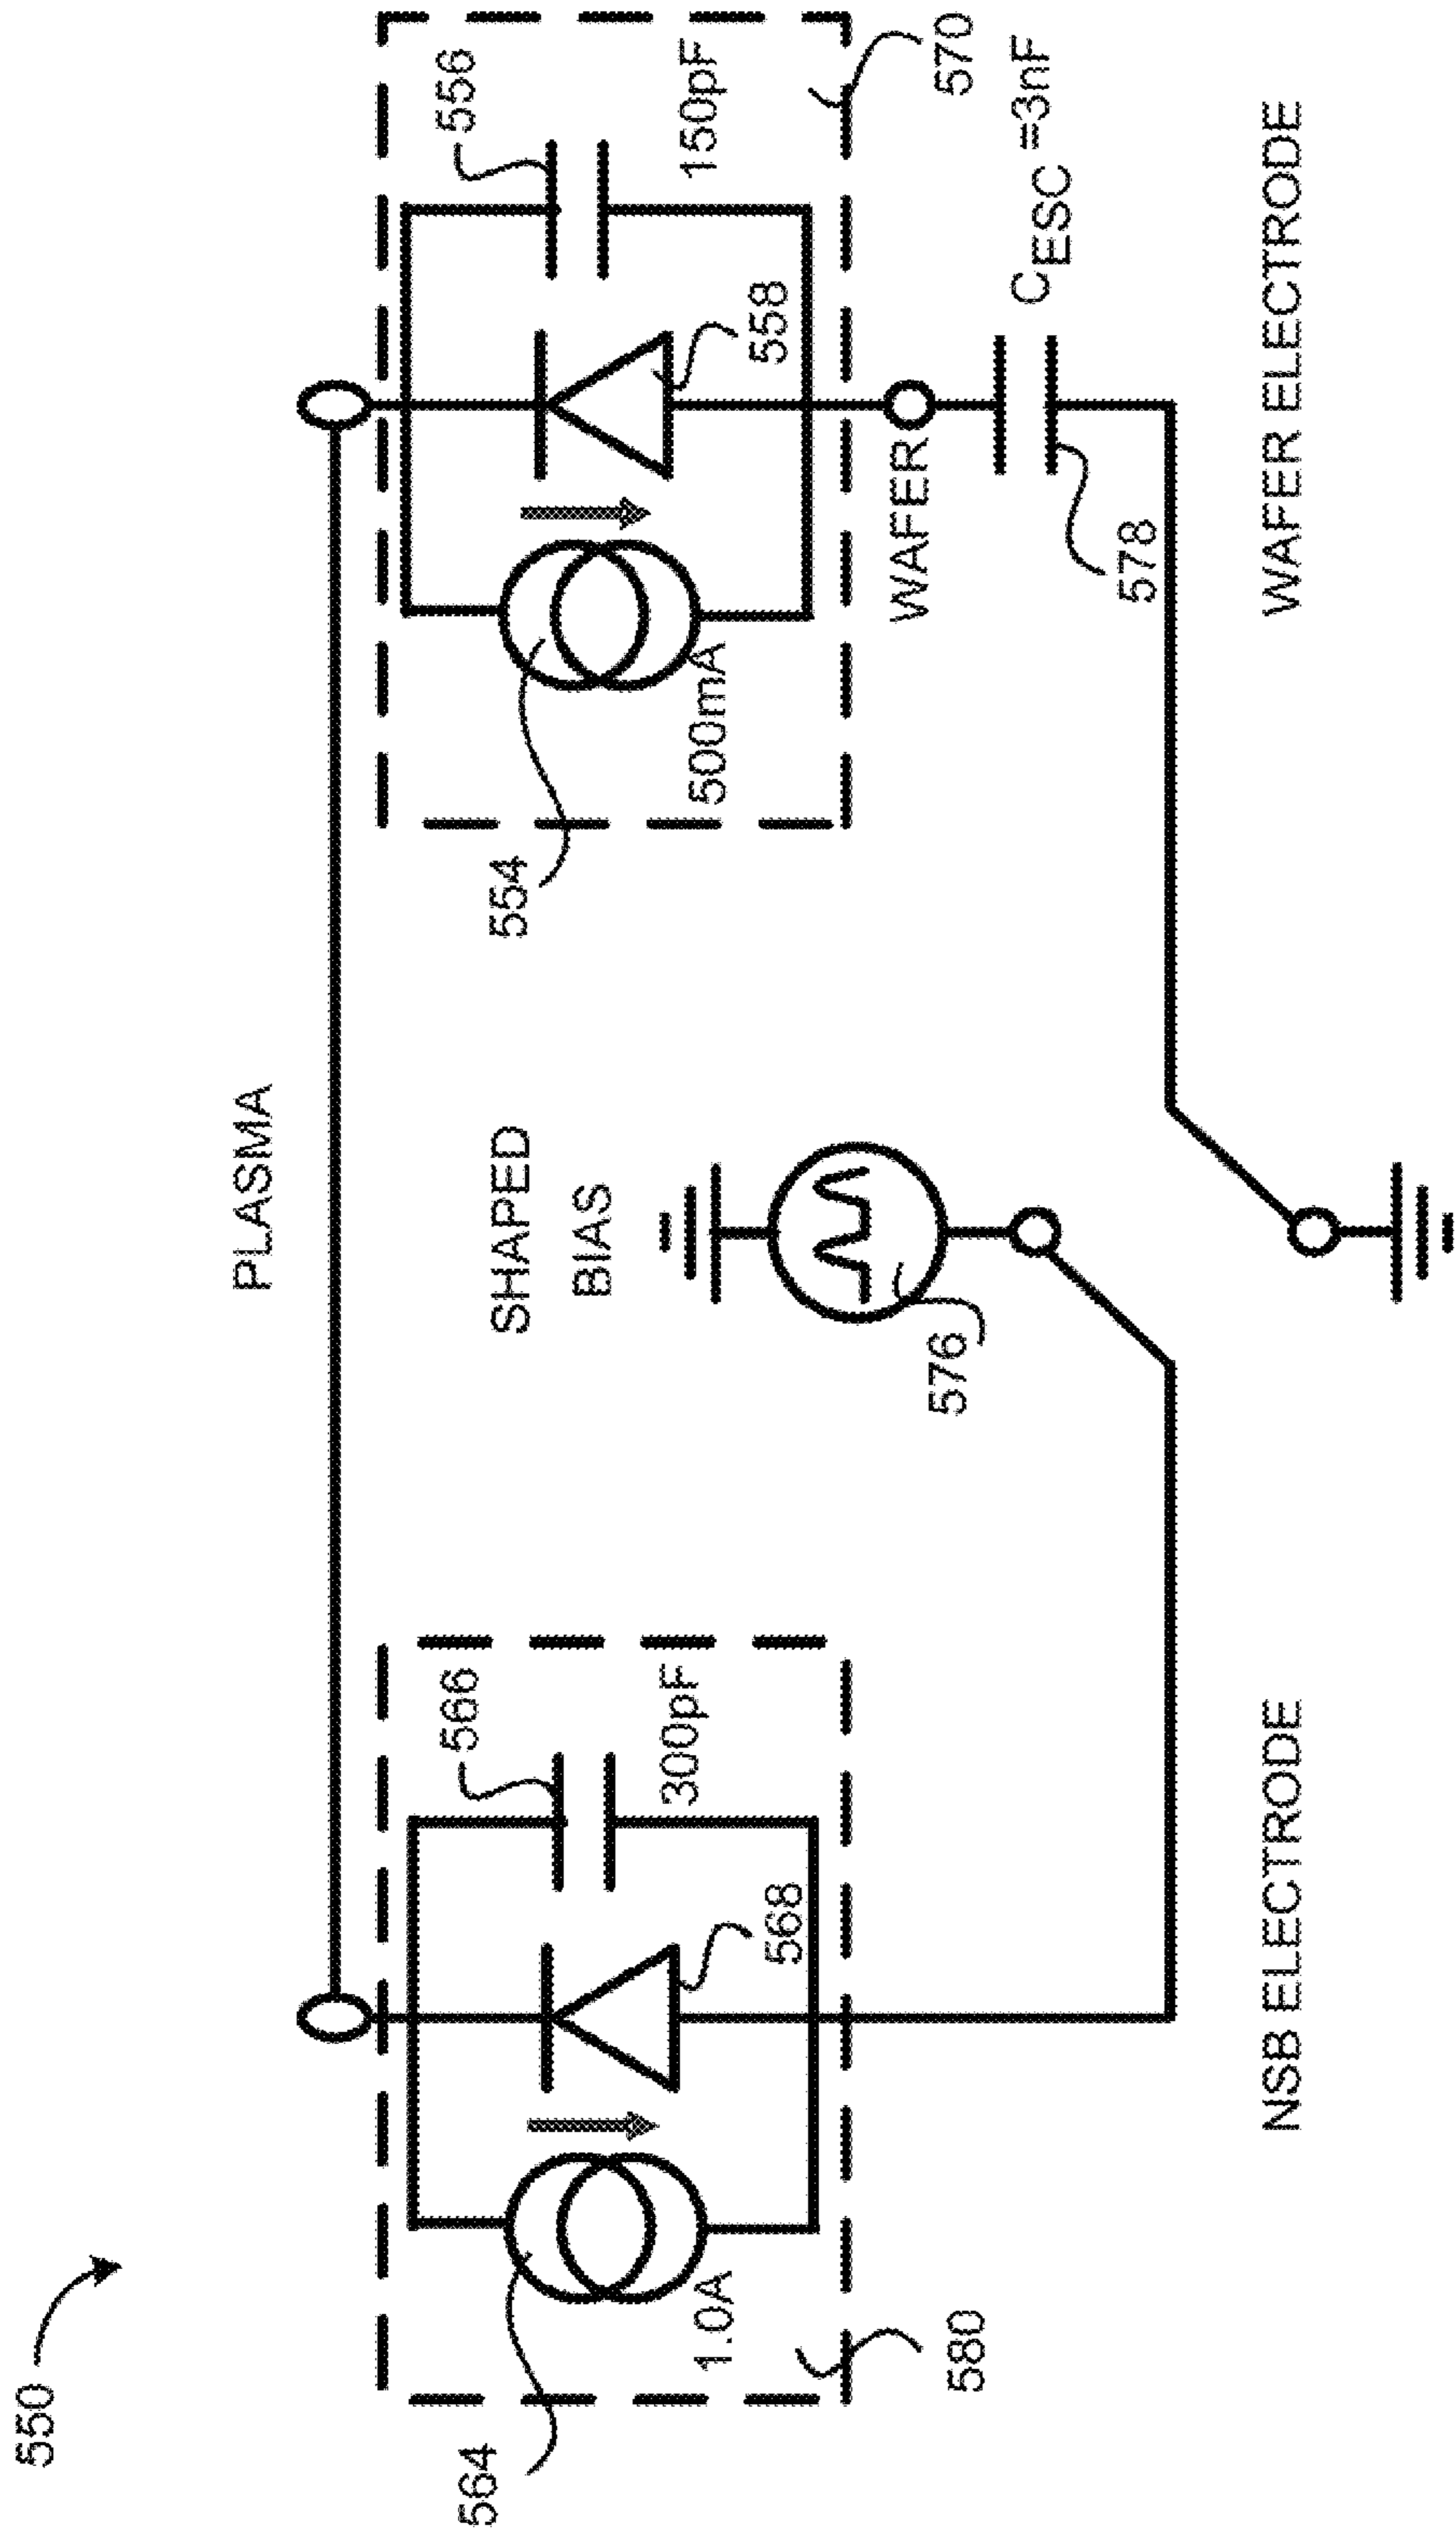 550
PLASMA
564
1.0A
580
568
566
300pF
SHAPED
BIAS
576
554
500mA
558
556
150pF
570
WAFER
578
CESC =3nF
NSB ELECTRODE
WAFER ELECTRODE